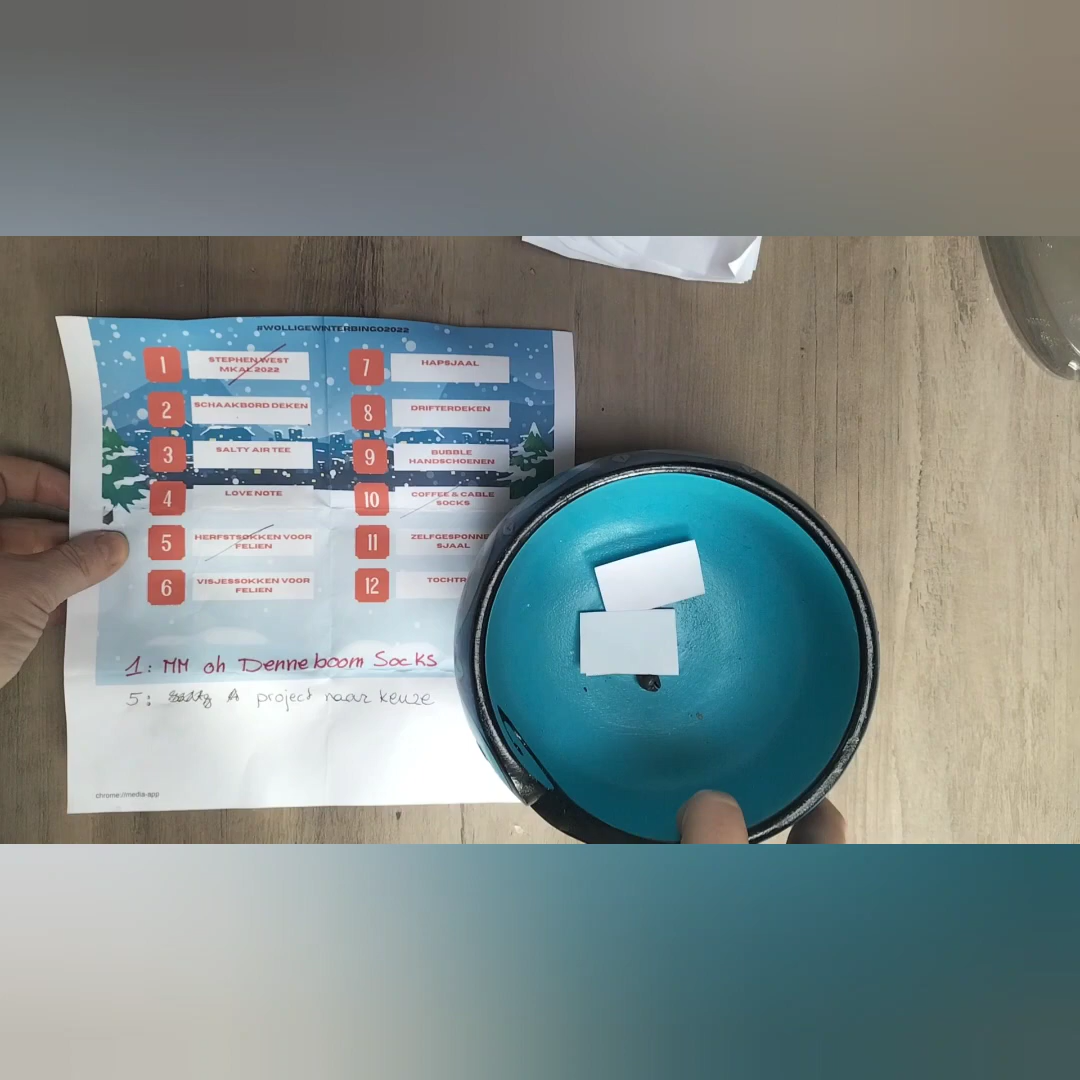 #WOLLIGEWINTERBINGO2022
1 STEPHEN WEST
MKAL 2022
2 SCHAAKBORD DEKEN
3 SALTY AIR TEE
4 LOVE NOTE
5 HERFSTSOKKEN VOOR
FELIEN
6 VISJESSOKKEN VOOR
FELIEN
7 HAPSJAAL
8 DRIFTERDEKEN
9 BUBBLE
HANDSCHOENEN
10 COFFEE & CABLE
SOCKS
11 ZELFGESPONNE
SJAAL
12 TOCHTR
1: MM oh Denneboom Socks
5: project naar keuze
chrome://media-app